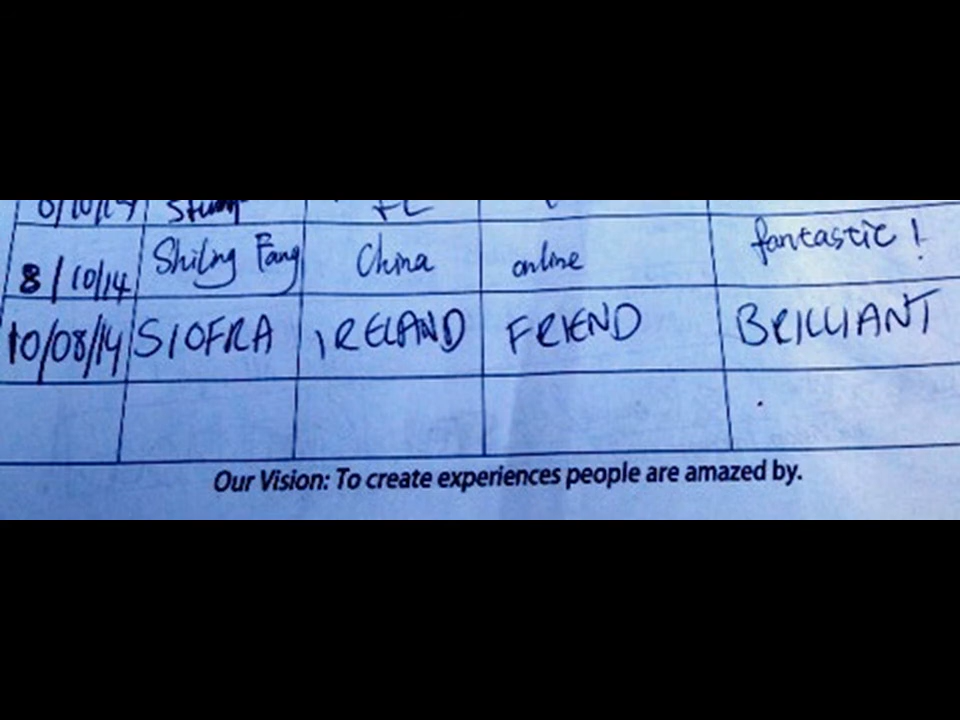 8/10/14 Shiling Fang China online fantastic!
10/08/14 SIOFRA IRELAND FRIEND BRILLIANT
Our Vision: To create experiences people are amazed by.